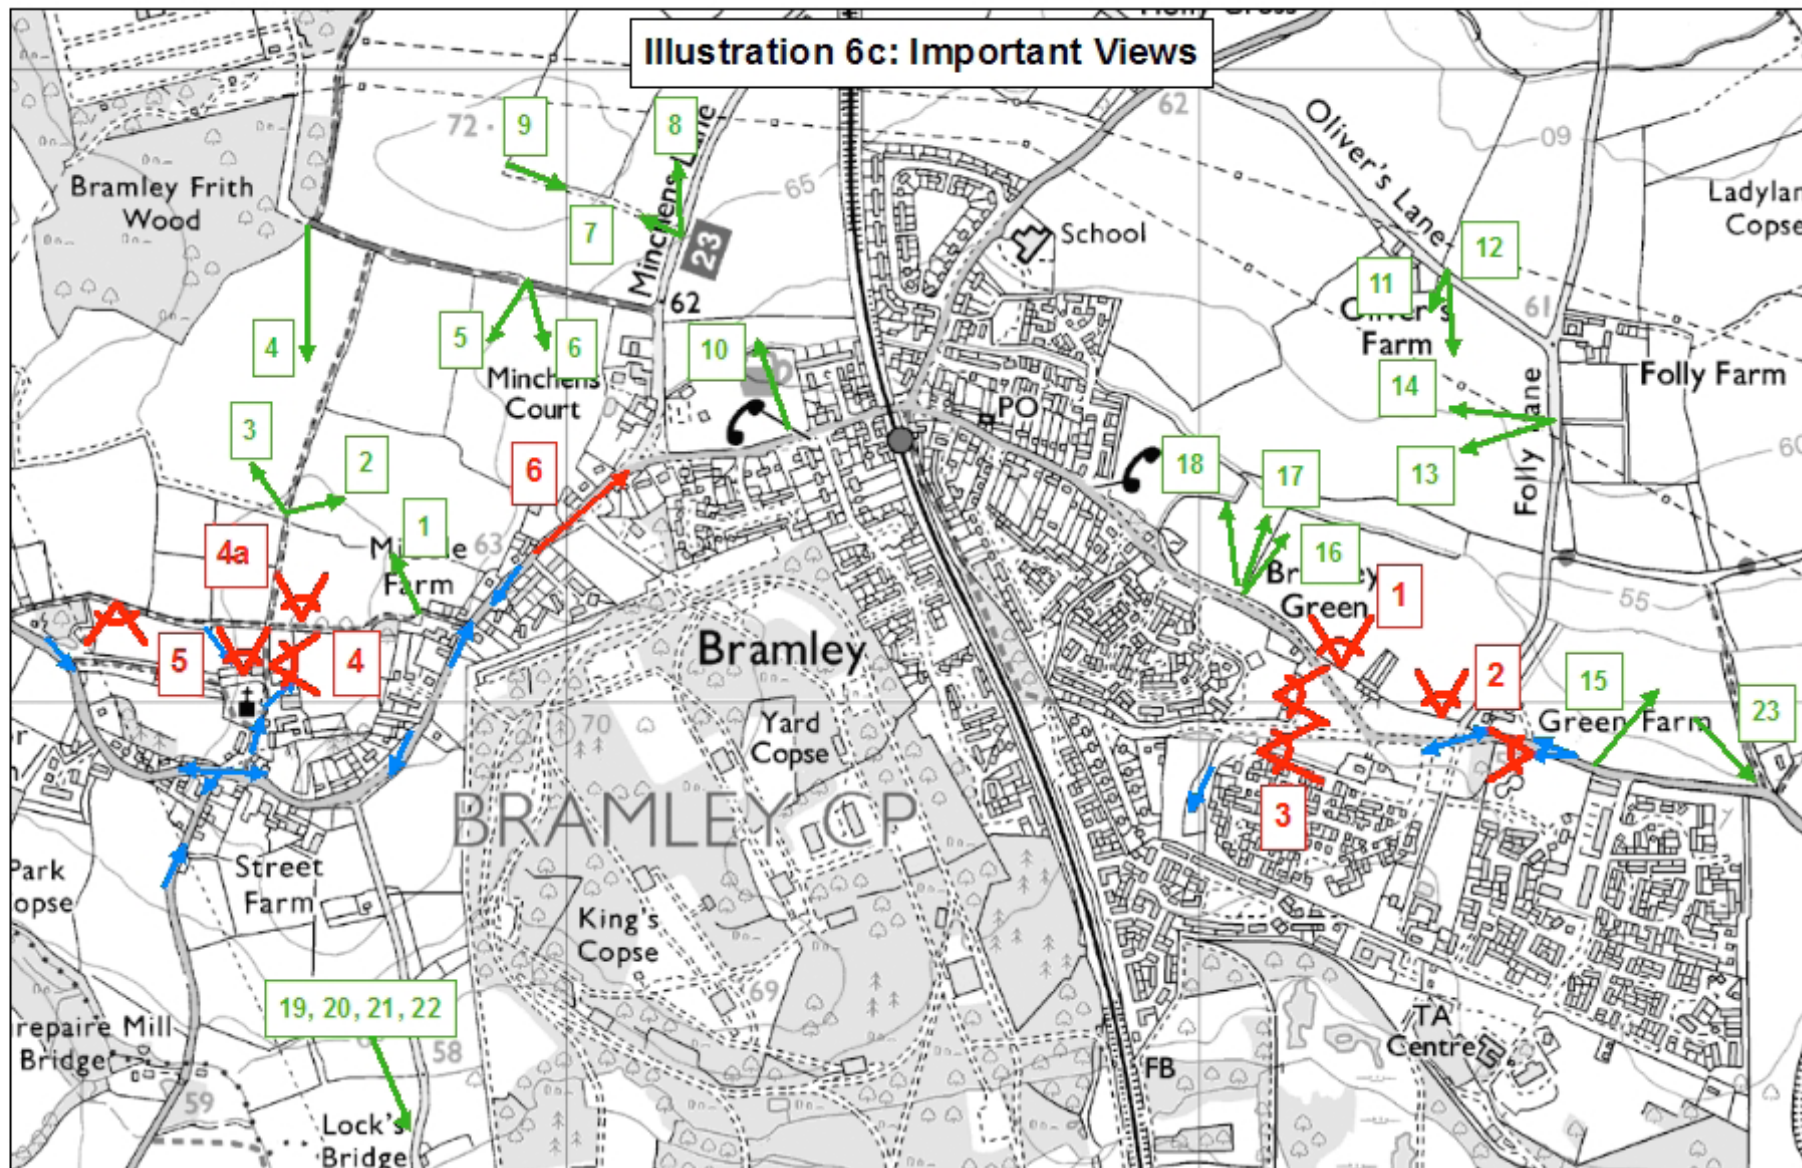 Illustration 6c: Important Views
72
9
8
62
Oliver's Lane
09
Bramley Frith
Wood
Minchens Lane
65
7
23
School
Ladylan
Copse
12
11
62
61
4
5
6
10
Oliver's
Farm
Folly Farm
Minchens
Court
14
PO
3
2
6
18
17
13
60
Folly Lane
1
4a
63
Middle
Farm
16
Bramley
Green
1
55
Bramley
5
4
2
15
Green Farm
23
70
Yard
Copse
BRAMLEY CP
3
Park
opse
Street
Farm
King's
Copse
19, 20, 21, 22
69
repaire Mill
Bridge
58
TA
Centre
59
FB
Lock's
Bridge